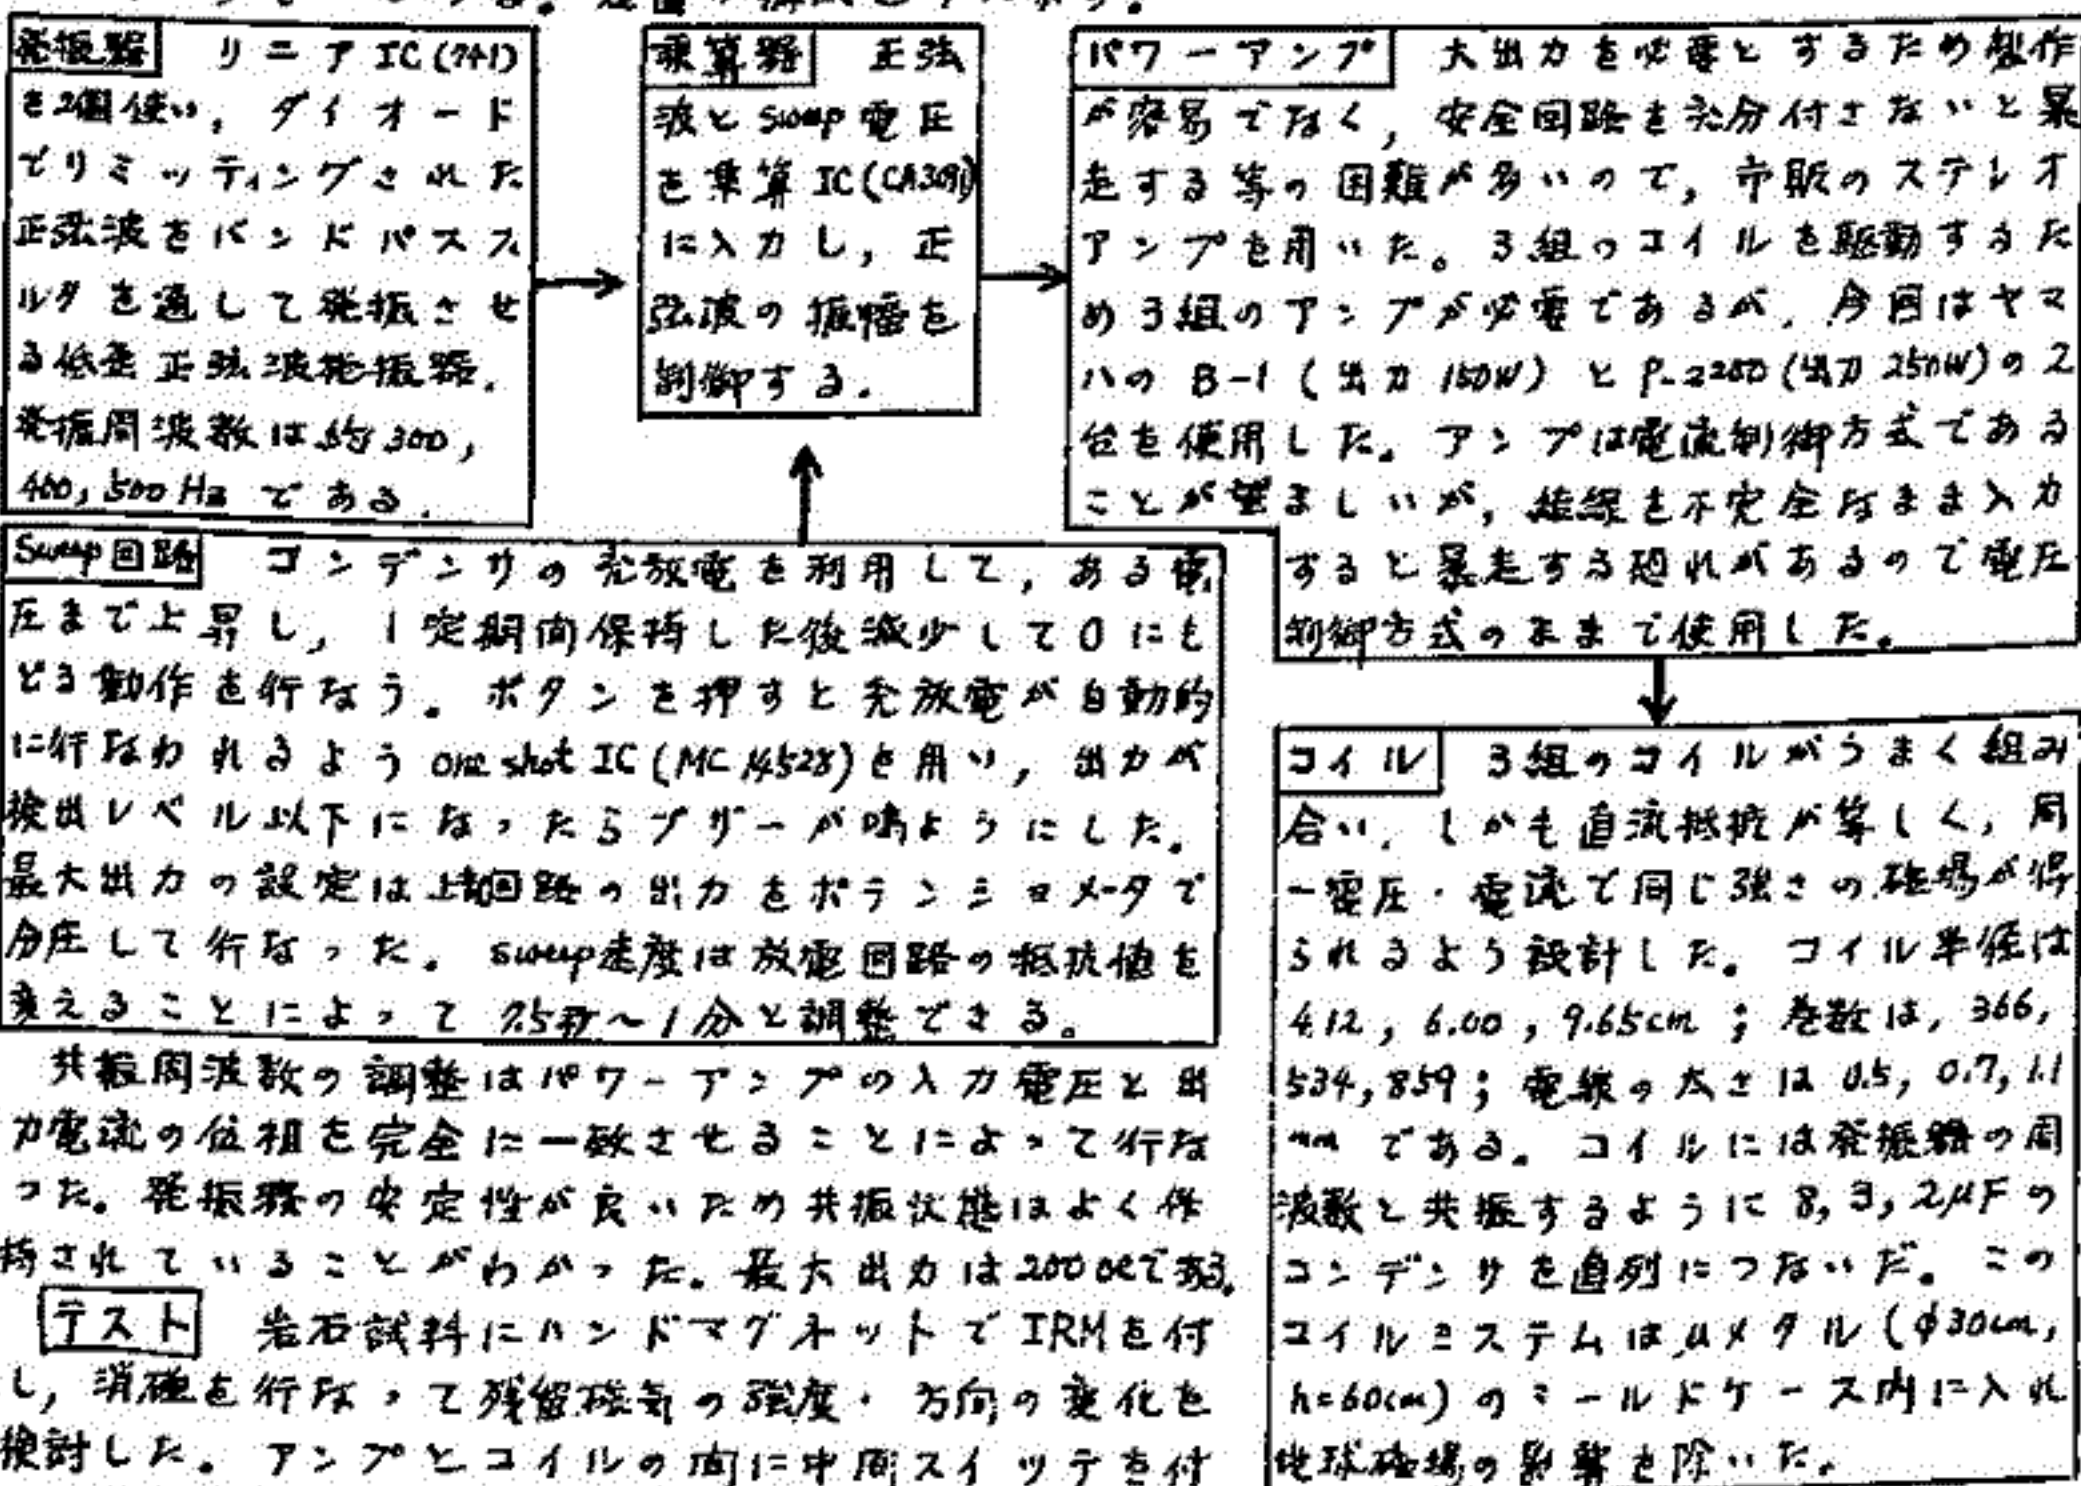 発振器 リニアIC(741)
を2個使い,ダイオード
でリミッティングされた
正弦波をバンドパスフ
ルタを通して発振させ
る低歪正弦波発振器.
発振周波数は約300,
400,500Hzである.
乗算器 正弦
波とsweep電圧
を乗算IC(CA3091)
に入力し,正
弦波の振幅を
制御する.
パワーアンプ 大出力を必要とするため製作
が容易でなく,安全回路を充分付さないと暴
走する等の困難が多いので,市販のステレオ
アンプを用いた。3組のコイルを駆動するた
め3組のアンプが必要であるが,今回はヤマ
ハのB-1(出力150W)とP-2200(出力250W)の2
台を使用した。アンプは電流制御方式である
ことが望ましいが,結線を不完全なまま入力
すると暴走する恐れがあるので電圧
制御方式のままで使用した。
Sweep回路 コンデンサの充放電を利用して,ある電
圧まで上昇し,1定期間保持した後減少して0にも
どる動作を行なう。ボタンを押すと充放電が自動的
に行なわれるようone shot IC(MC14528)を用い,出力が
検出レベル以下になったらブザーが鳴ようにした。
最大出力の設定は上記回路の出力をポテンショメータで
分圧して行なった。sweep速度は放電回路の抵抗値を
変えることによって7.5秒〜1分と調整できる。
コイル 3組のコイルがうまく組み
合い,しかも直流抵抗が等しく,同
一電圧・電流で同じ強さの磁場が得
られるよう設計した。コイル半径は
4.12,6.00,9.65cm;巻数は,366,
534,859;電線の太さは0.5,0.7,1.1
mmである。コイルには発振器の周
波数と共振するように8,3,2μFの
コンデンサを直列につないだ。この
コイルシステムはμメタル(φ30cm,
h=60cm)のシールドケース内に入れ
地球磁場の影響を除いた。
共振周波数の調整はパワーアンプの入力電圧と出
力電流の位相を完全に一致させることによって行な
った。発振器の安定性が良いため共振状態はよく保
持されていることがわかった。最大出力は200Oeである.
テスト 岩石試料にハンドマグネットでIRMを付
し,消磁を行なって残留磁気の強度・方向の変化を
検討した。アンプとコイルの間に中間スイッチを付